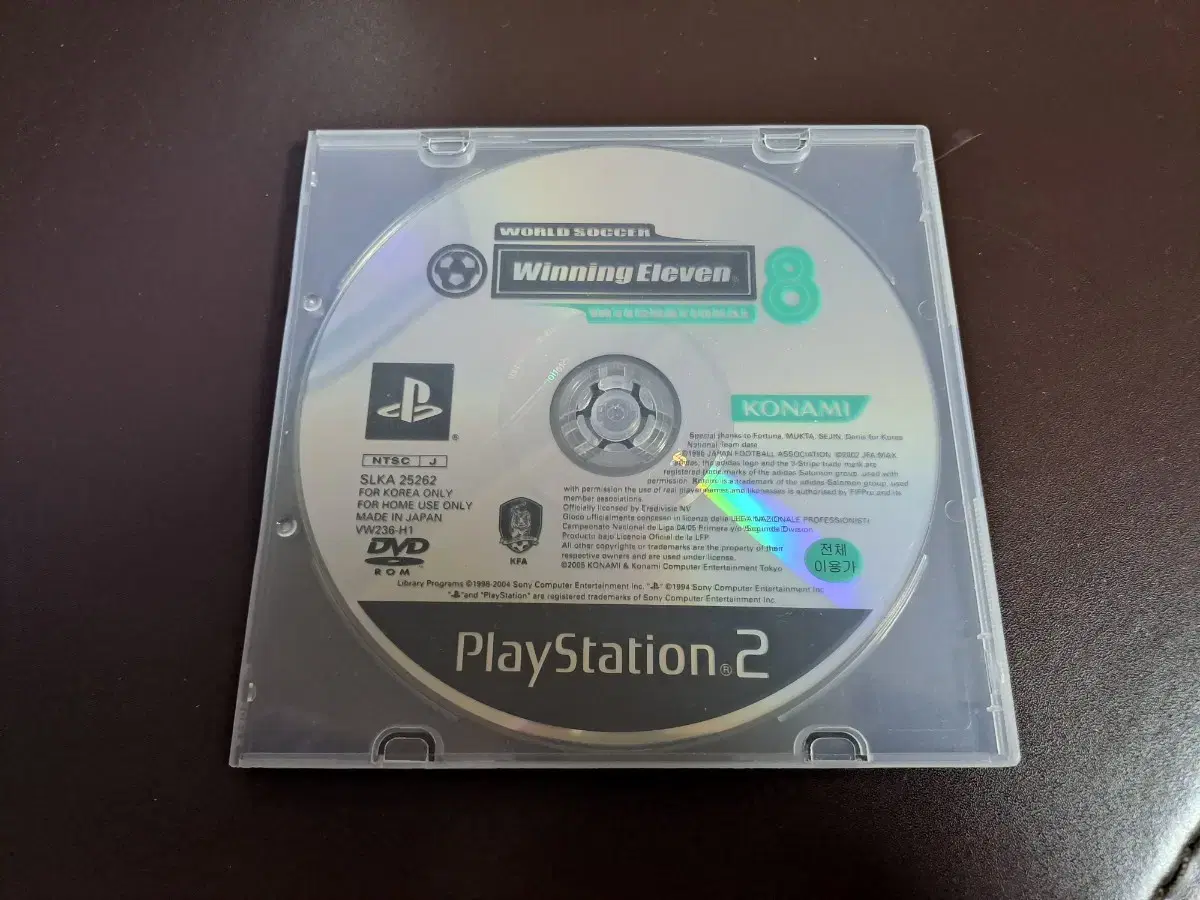 WORLD SOCCER
Winning Eleven 8
INTERNATIONAL
KONAMI
NTSC J
SLKA 25262
FOR KOREA ONLY
FOR HOME USE ONLY
MADE IN JAPAN
VW236-H1
DVD
ROM
KFA
Special thanks to Fortuna, MUKTA, SEJIN, Sonic for Korea
National Team data
©1996 JAPAN FOOTBALL ASSOCIATION ©2002 JFA/MAX
adidas, the adidas logo and the 3-Stripe trade mark are
registered trademarks of the adidas-Salomon group, used with
permission. is a trademark of the adidas-Salomon group, used
with permission the use of real player names and likenesses is authorised by FIFPro and its
member associations.
Officially licensed by Eredivisie NV
Gioco ufficialmente concesso in licenza dalla LEGA NAZIONALE PROFESSIONISTI
Campeonato Nacional de Liga 04/05 Primera y/o Segunda Division
Producto bajo Licencia Oficial de la LFP
All other copyrights or trademarks are the property of their
respective owners and are used under license.
©2005 KONAMI & Konami Computer Entertainment Tokyo
전체
이용가
Library Programs ©1996-2004 Sony Computer Entertainment Inc. " " ©1994 Sony Computer Entertainment Inc.
" "and "PlayStation" are registered trademarks of Sony Computer Entertainment Inc.
PlayStation®2